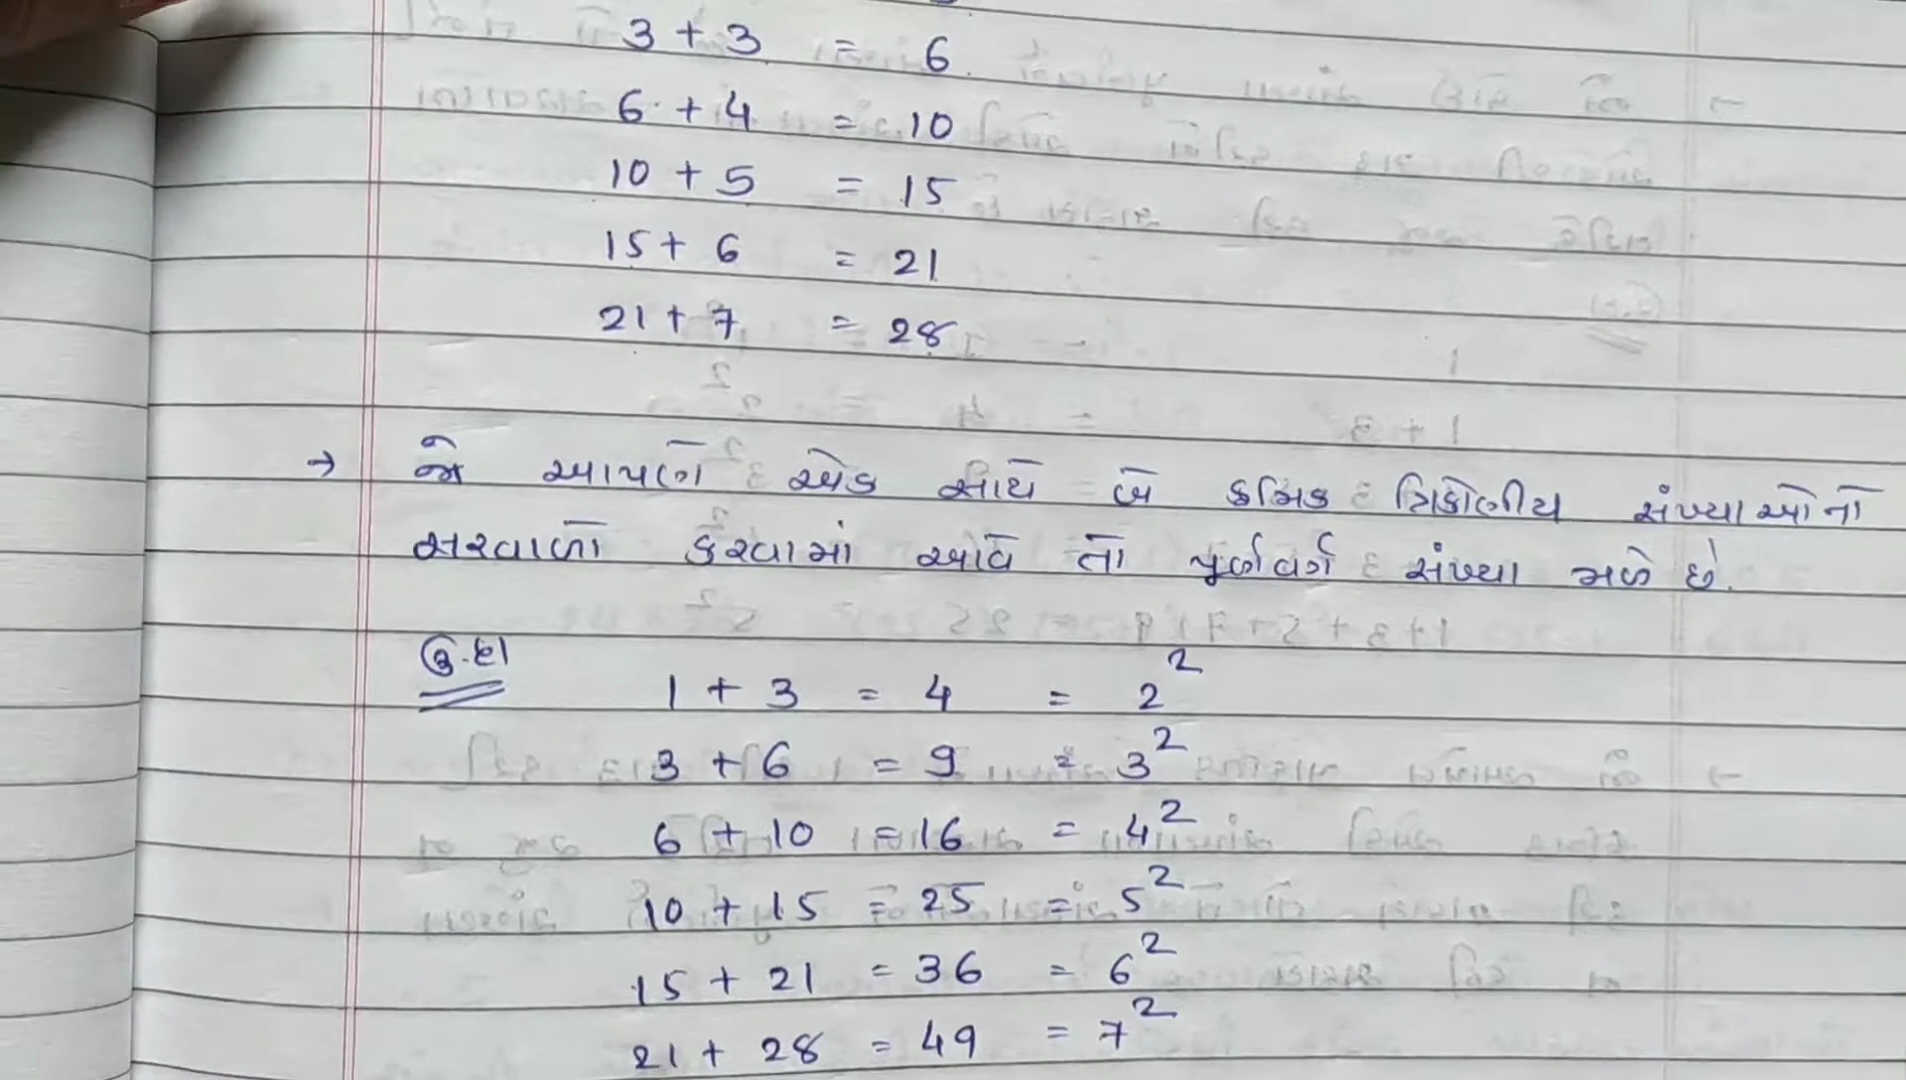 3 + 3 = 6
6 + 4 = 10
10 + 5 = 15
15 + 6 = 21
21 + 7 = 28
→ જો આપણે એક સાથે બે ક્રમિક ત્રિકોણીય સંખ્યાઓનો
સરવાળો કરવામાં આવે તો પૂર્ણવર્ગ સંખ્યા મળે છે.
ઉ.દા
1 + 3 = 4 = 2²
3 + 6 = 9 = 3²
6 + 10 = 16 = 4²
10 + 15 = 25 = 5²
15 + 21 = 36 = 6²
21 + 28 = 49 = 7²